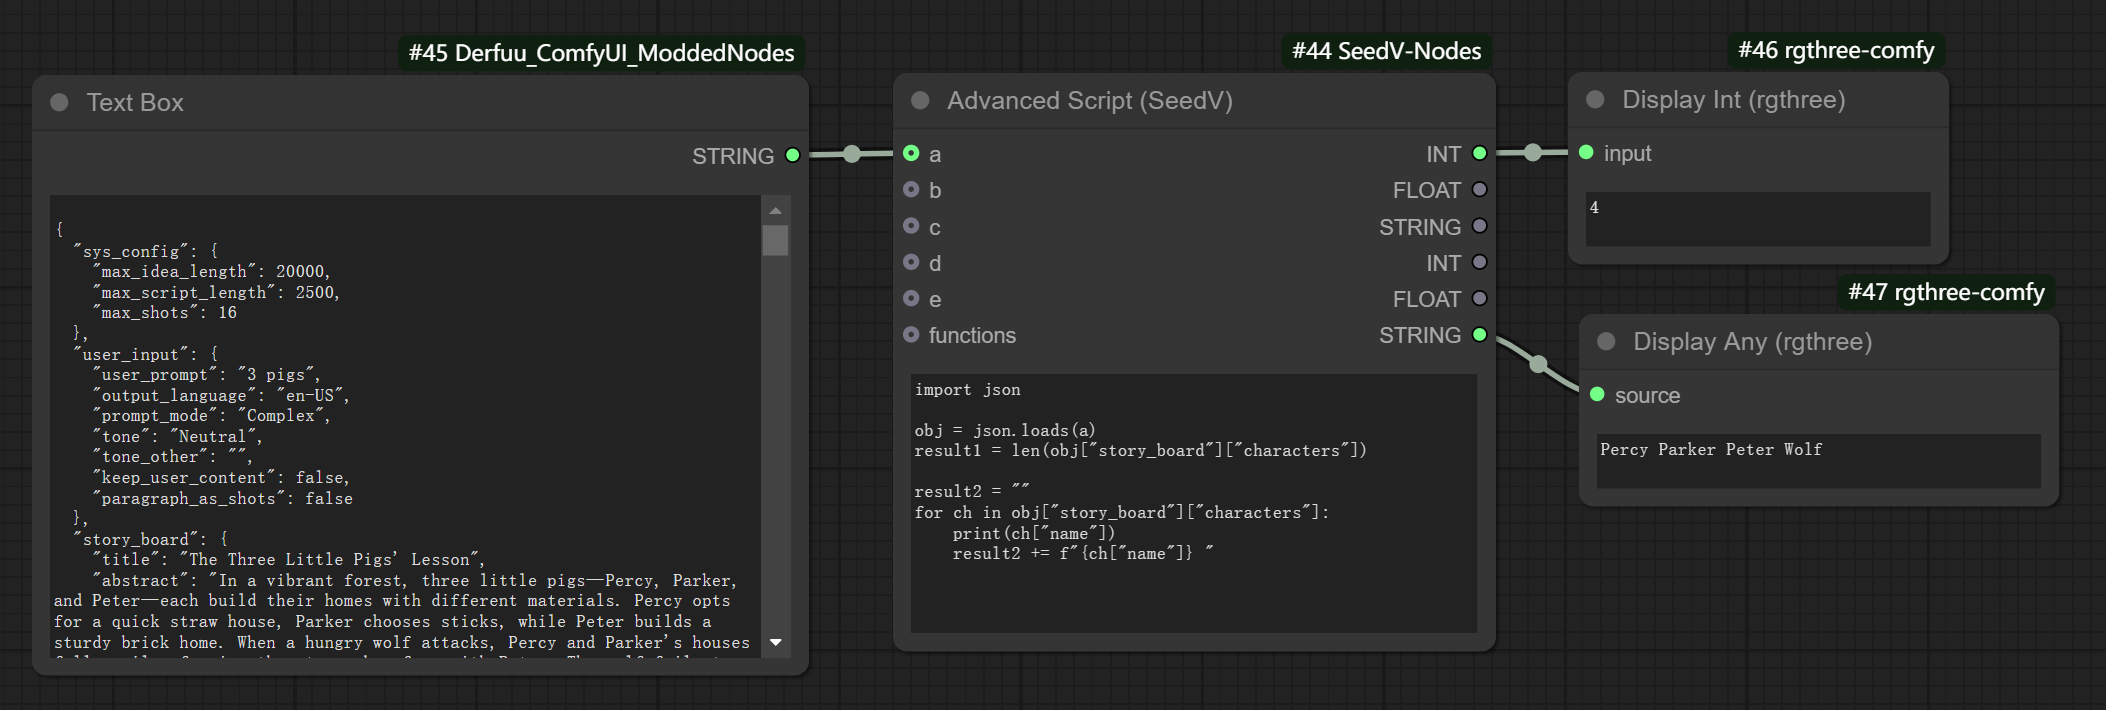 #45 Derfuu_ComfyUI_ModdedNodes
Text Box
STRING
{
  "sys_config": {
    "max_idea_length": 20000,
    "max_script_length": 2500,
    "max_shots": 16
  },
  "user_input": {
    "user_prompt": "3 pigs",
    "output_language": "en-US",
    "prompt_mode": "Complex",
    "tone": "Neutral",
    "tone_other": "",
    "keep_user_content": false,
    "paragraph_as_shots": false
  },
  "story_board": {
    "title": "The Three Little Pigs' Lesson",
    "abstract": "In a vibrant forest, three little pigs—Percy, Parker,
and Peter—each build their homes with different materials. Percy opts
for a quick straw house, Parker chooses sticks, while Peter builds a
sturdy brick home. When a hungry wolf attacks, Percy and Parker's houses
#44 SeedV-Nodes
Advanced Script (SeedV)
a INT
b FLOAT
c STRING
d INT
e FLOAT
functions STRING
import json
obj = json.loads(a)
result1 = len(obj["story_board"]["characters"])
result2 = ""
for ch in obj["story_board"]["characters"]:
    print(ch["name"])
    result2 += f"{ch["name"]} "
#46 rgthree-comfy
Display Int (rgthree)
input
4
#47 rgthree-comfy
Display Any (rgthree)
source
Percy Parker Peter Wolf